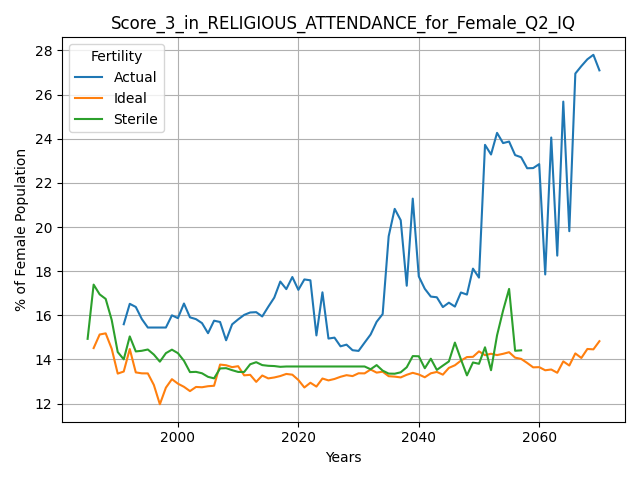 Score_3_in_RELIGIOUS_ATTENDANCE_for_Female_Q2_IQ
Fertility
Actual
Ideal
Sterile
% of Female Population
28
26
24
22
20
18
16
14
12
2000
2020
2040
2060
Years